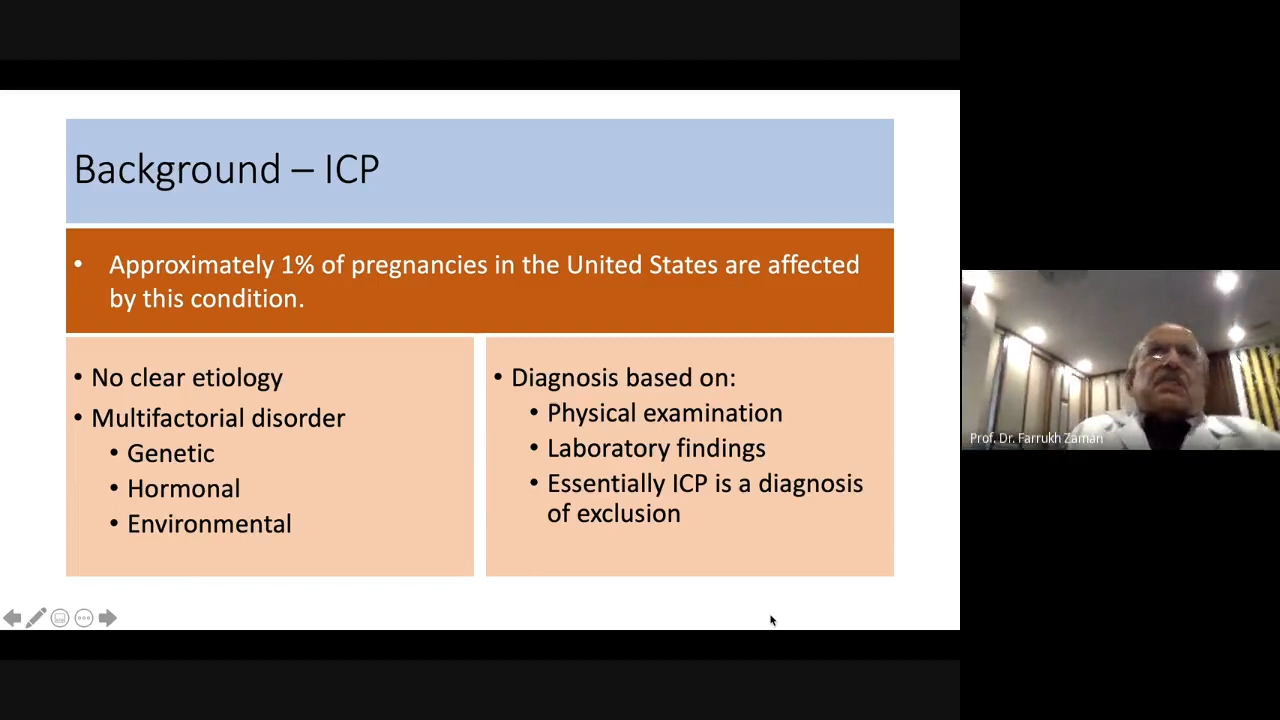 Background – ICP
• Approximately 1% of pregnancies in the United States are affected
by this condition.
• No clear etiology
• Multifactorial disorder
• Genetic
• Hormonal
• Environmental
• Diagnosis based on:
• Physical examination
• Laboratory findings
• Essentially ICP is a diagnosis
of exclusion
Prof. Dr. Farrukh Zaman